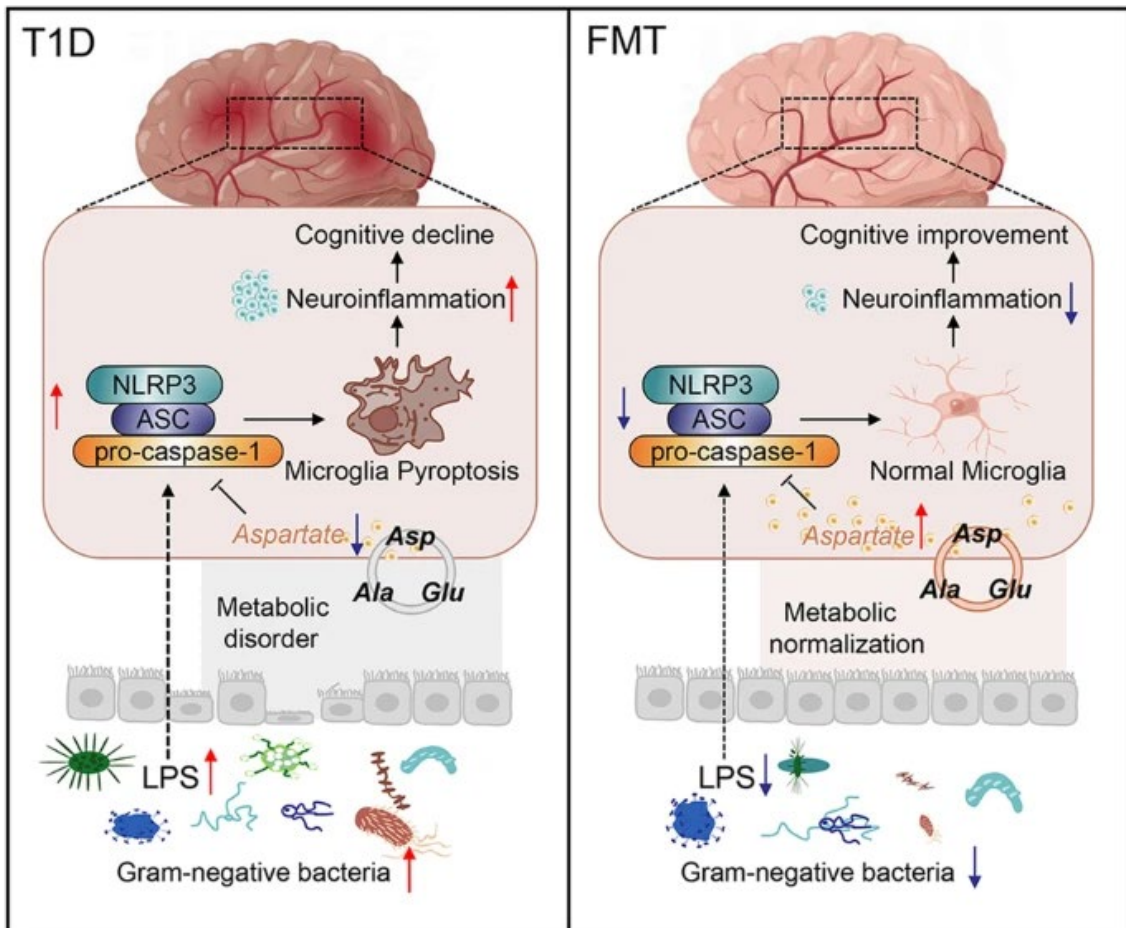 T1D
Cognitive decline
Neuroinflammation
NLRP3
ASC
pro-caspase-1
Microglia Pyroptosis
Aspartate
Asp
Ala Glu
Metabolic
disorder
LPS
Gram-negative bacteria
FMT
Cognitive improvement
Neuroinflammation
NLRP3
ASC
pro-caspase-1
Normal Microglia
Aspartate
Asp
Ala Glu
Metabolic
normalization
LPS
Gram-negative bacteria